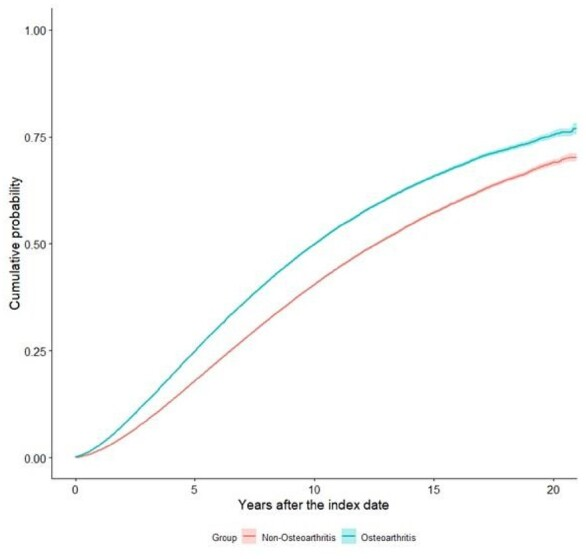 1.00
0.75
0.50
0.25
0.00
Cumulative probability
0 5 10 15 20
Years after the index date
Group Non-Osteoarthritis Osteoarthritis